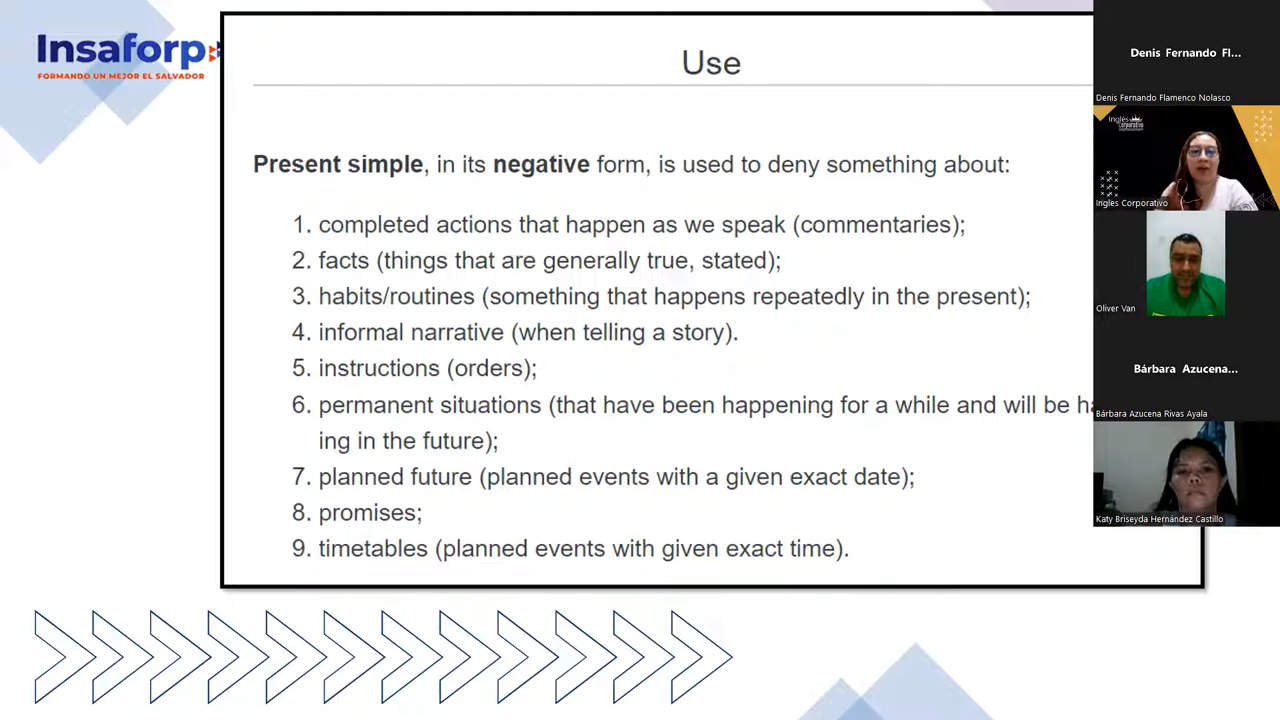 Insaforp
FORMANDO UN MEJOR EL SALVADOR
Use
Present simple, in its negative form, is used to deny something about:
1. completed actions that happen as we speak (commentaries);
2. facts (things that are generally true, stated);
3. habits/routines (something that happens repeatedly in the present);
4. informal narrative (when telling a story).
5. instructions (orders);
6. permanent situations (that have been happening for a while and will be ha
ing in the future);
7. planned future (planned events with a given exact date);
8. promises;
9. timetables (planned events with given exact time).
Denis Fernando Fl...
Denis Fernando Flamenco Nolasco
Inglés
Corporativo
Ingles Corporativo
Oliver Van
Bárbara Azucena...
Bárbara Azucena Rivas Ayala
Katy Briseyda Hernández Castillo